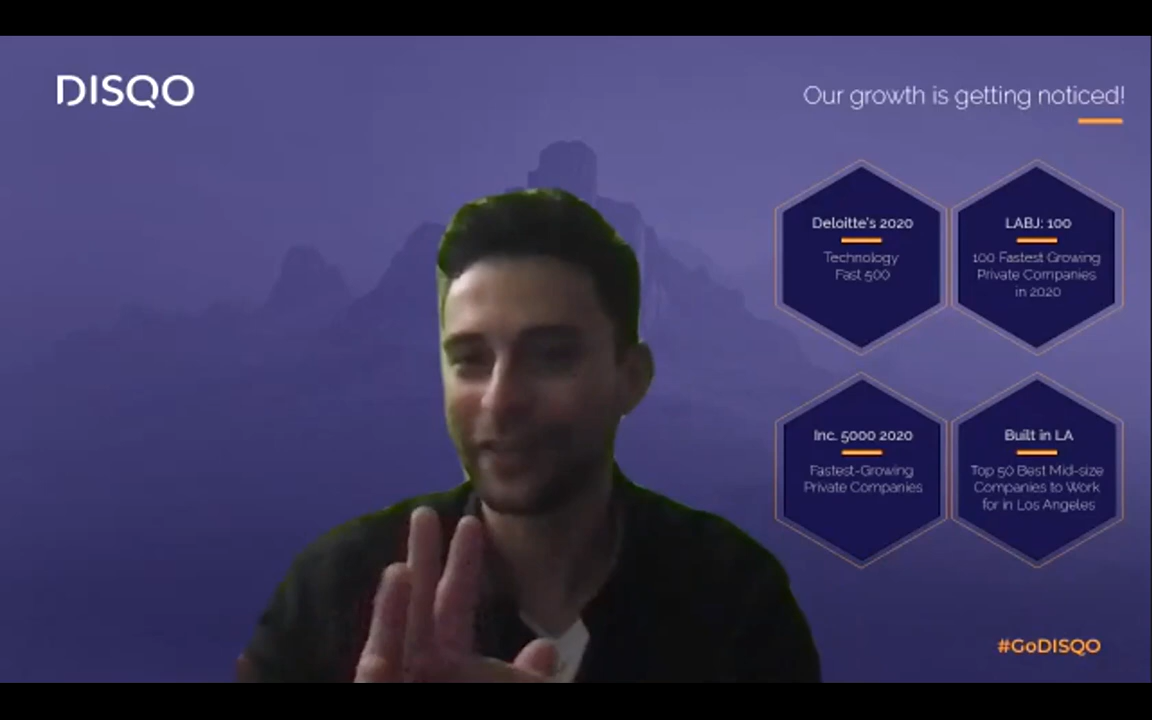 DISQO
Our growth is getting noticed!
Deloitte's 2020
Technology
Fast 500
LABJ: 100
100 Fastest Growing
Private Companies
in 2020
Inc. 5000 2020
Fastest-Growing
Private Companies
Built in LA
Top 50 Best Mid-size
Companies to Work
for in Los Angeles
#GoDISQO